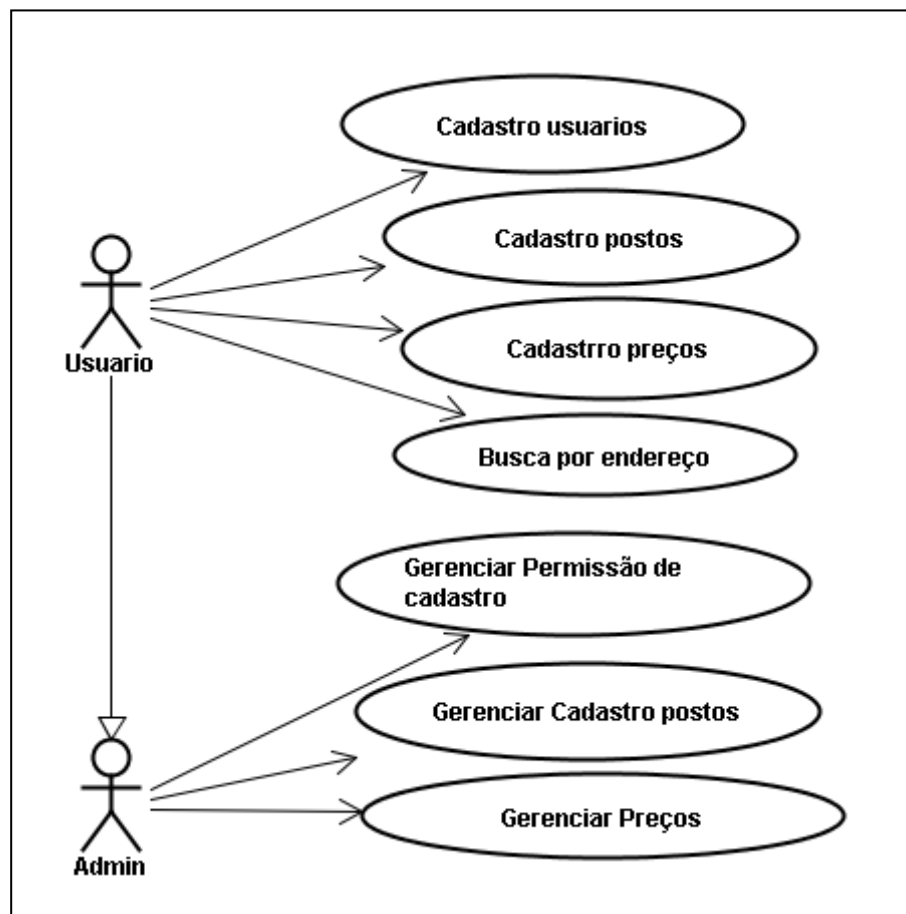 Cadastro usuarios
Cadastro postos
Usuario
Cadastrro preços
Busca por endereço
Gerenciar Permissão de
cadastro
Gerenciar Cadastro postos
Gerenciar Preços
Admin